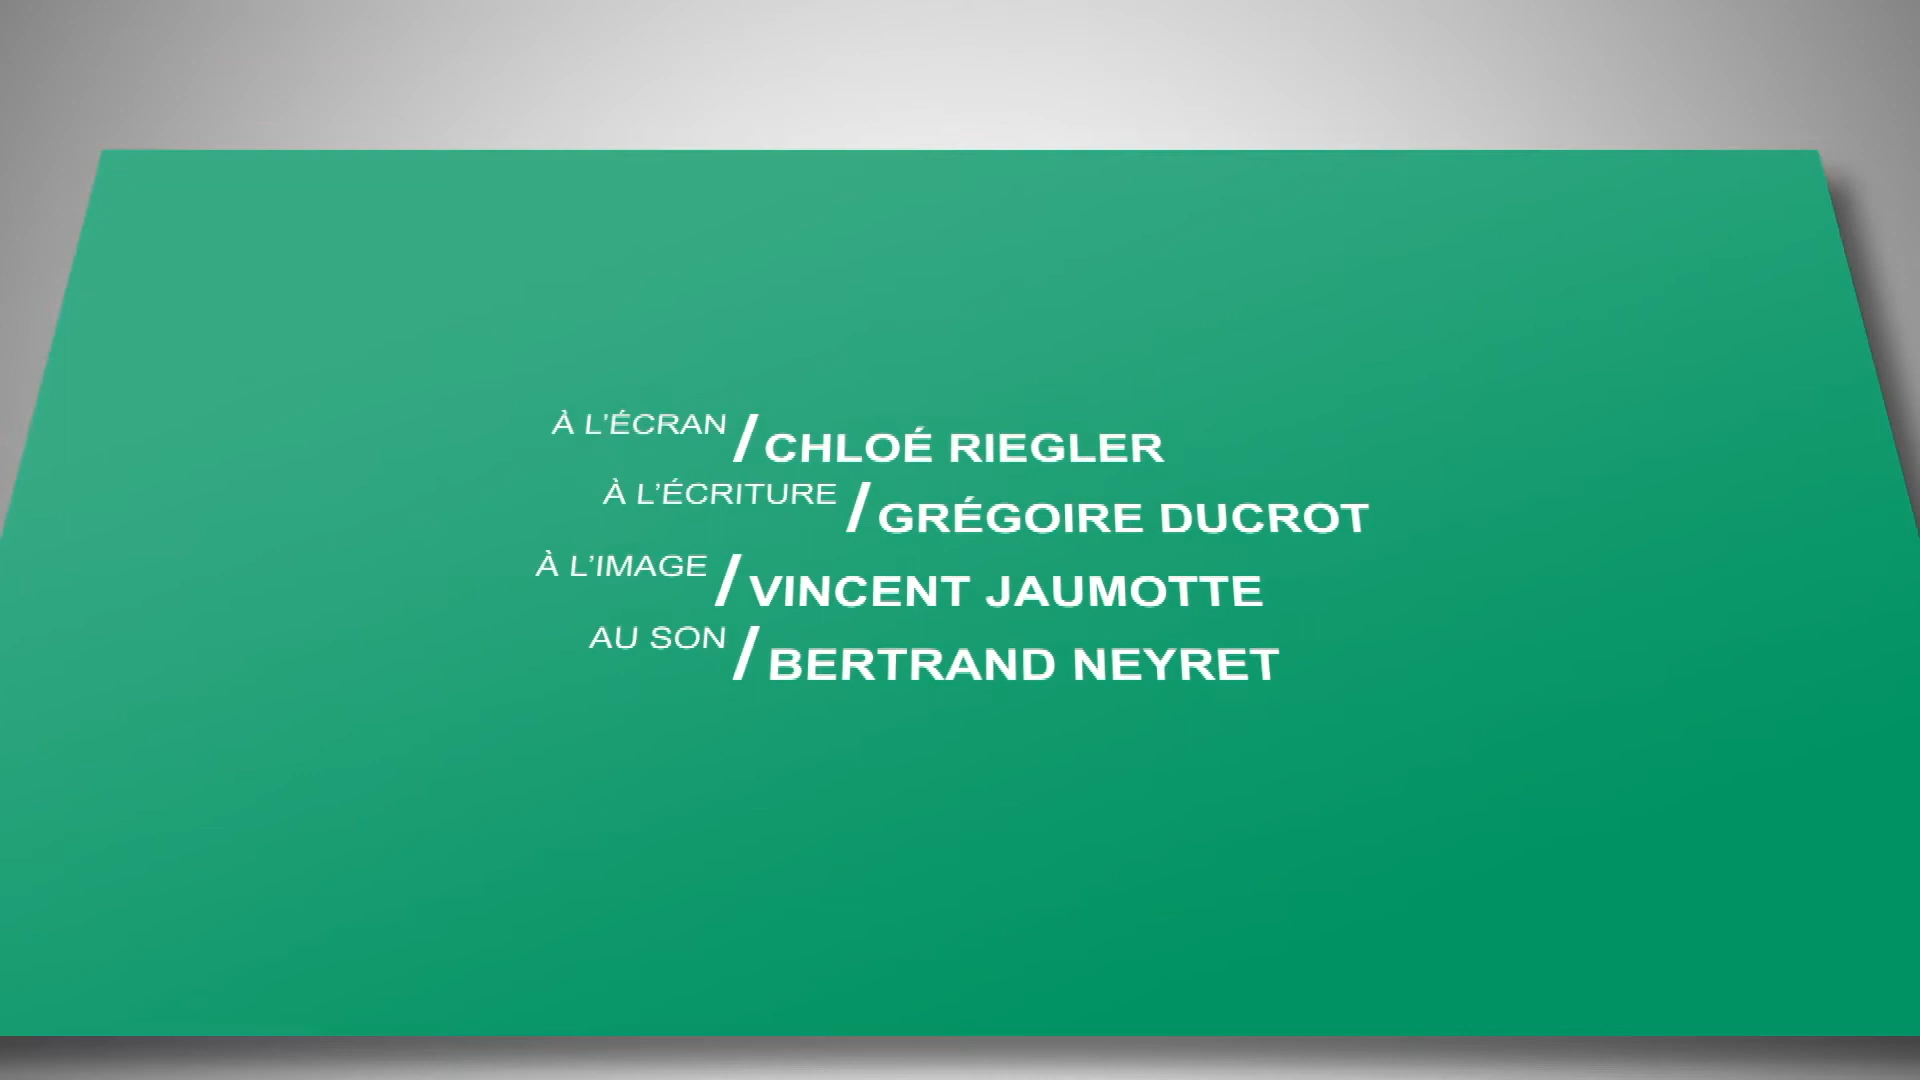 À L'ÉCRAN / CHLOÉ RIEGLER
À L'ÉCRITURE / GRÉGOIRE DUCROT
À L'IMAGE / VINCENT JAUMOTTE
AU SON / BERTRAND NEYRET